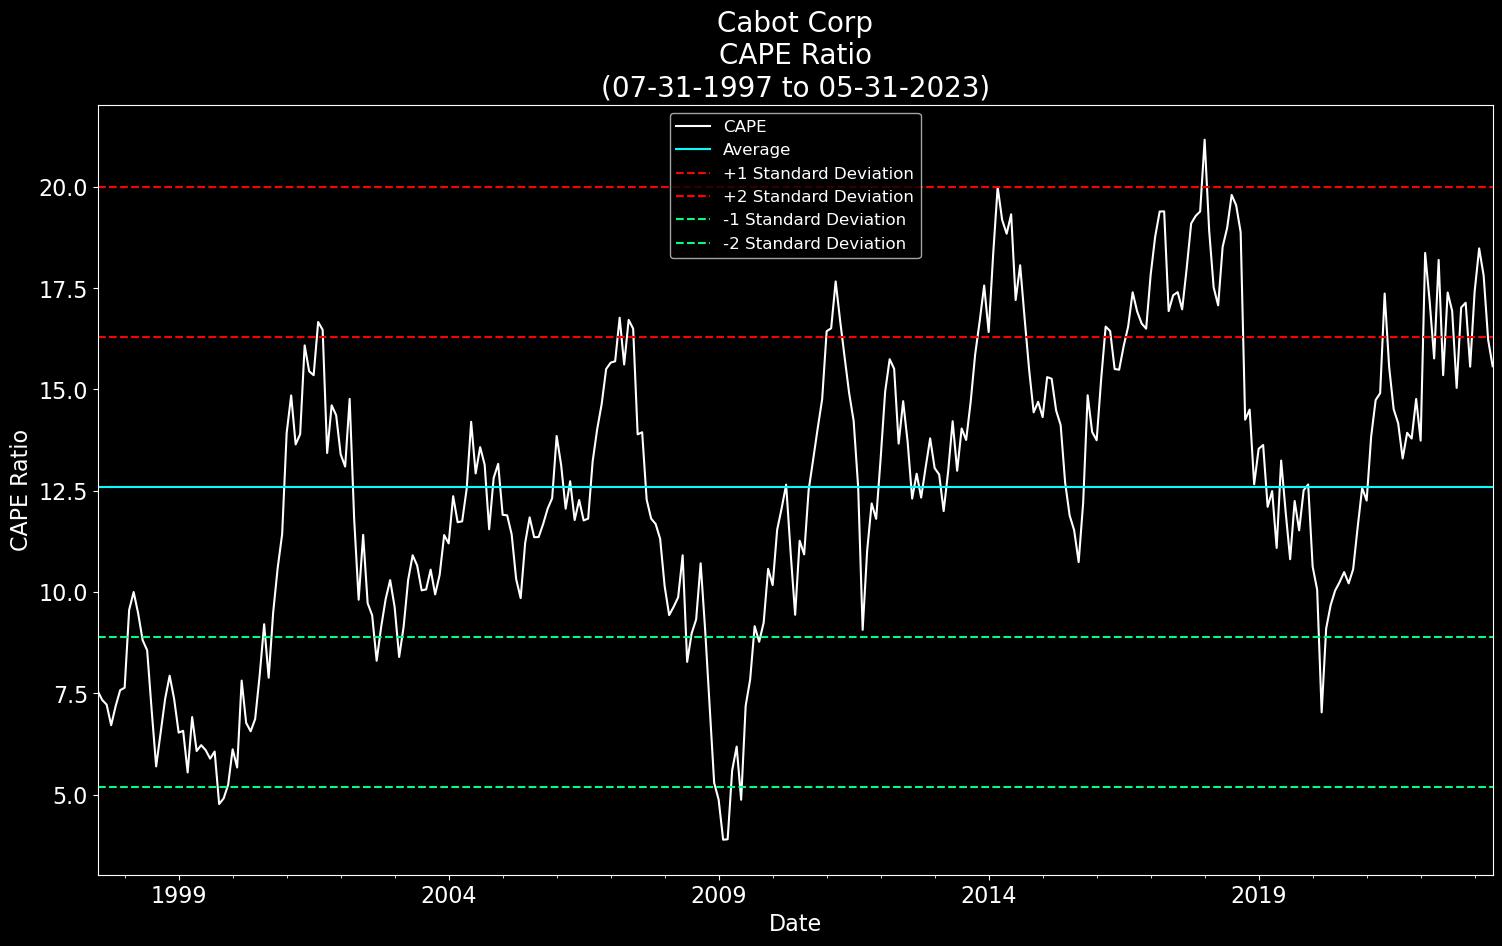 Cabot Corp
CAPE Ratio
(07-31-1997 to 05-31-2023)
CAPE
Average
+1 Standard Deviation
+2 Standard Deviation
-1 Standard Deviation
-2 Standard Deviation
CAPE Ratio
20.0
17.5
15.0
12.5
10.0
7.5
5.0
1999
2004
2009
2014
2019
Date